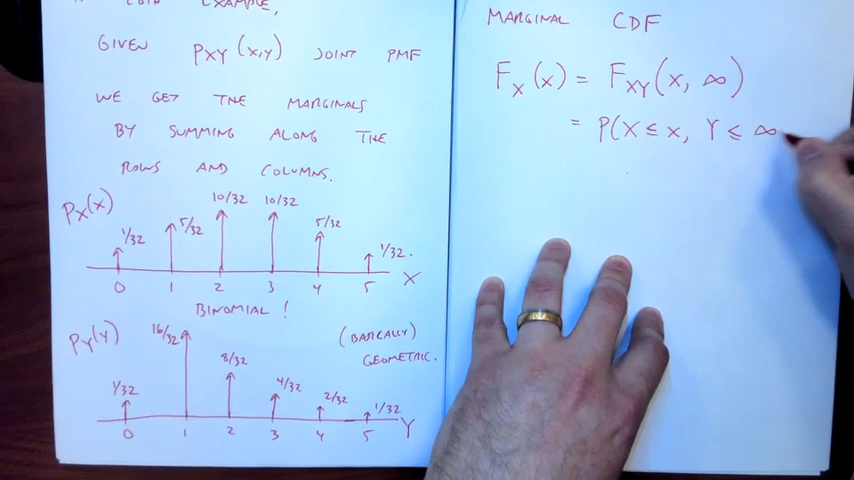 COIN EXAMPLE,
GIVEN PXY (X,Y) JOINT PMF
WE GET THE MARGINALS
BY SUMMING ALONG THE
ROWS AND COLUMNS.
PX(X)
1/32 5/32 10/32 10/32 5/32 1/32.
0 1 2 3 4 5 X
BINOMIAL !
PY(Y)
(BASICALLY)
GEOMETRIC.
1/32 16/32 8/32 4/32 2/32 1/32
0 1 2 3 4 5 Y
MARGINAL CDF
FX(x) = FXY(x, ∞)
= P(X ≤ x, Y ≤ ∞